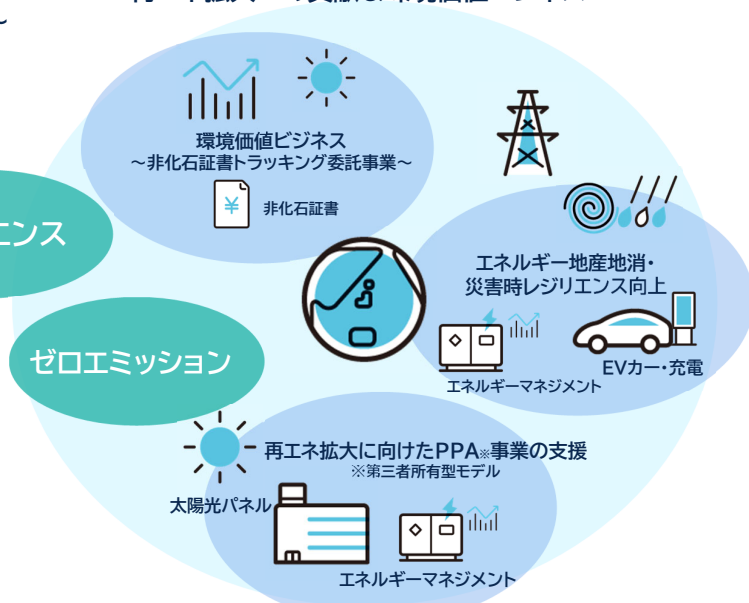 環境価値ビジネス
～非化石証書トラッキング委託事業～
¥
非化石証書
エンス
エネルギー地産地消・
災害時レジリエンス向上
ゼロエミッション
エネルギーマネジメント
EVカー・充電
再エネ拡大に向けたPPA※事業の支援
※第三者所有型モデル
太陽光パネル
エネルギーマネジメント